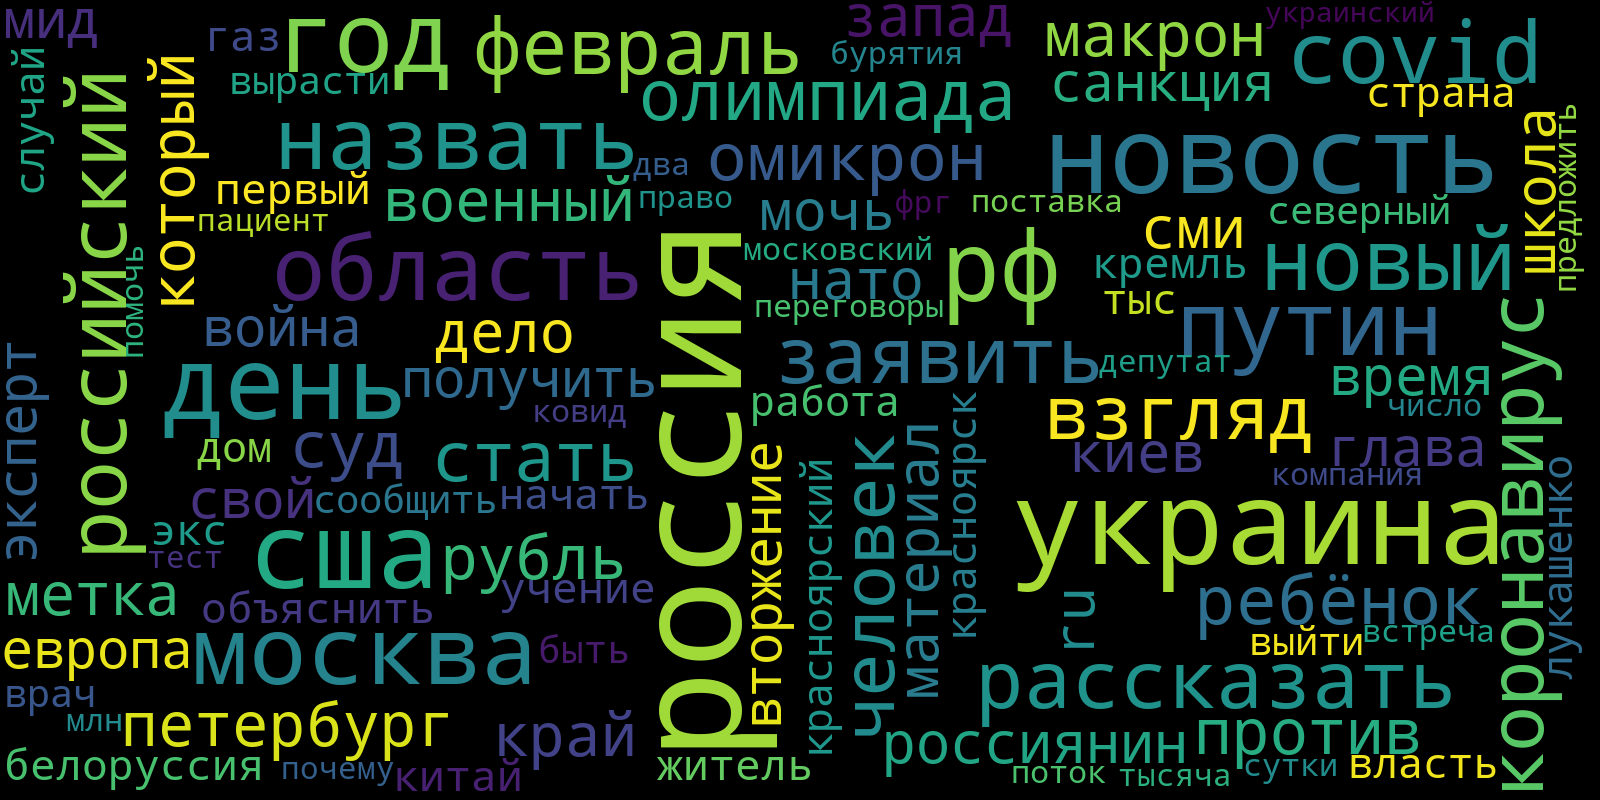 мид
газ
год
февраль
запад
украинский
макрон
covid
бурятия
случай
российский
который
вырасти
олимпиада
санкция
страна
назвать
два
омикрон
новость
школа
предложить
первый
военный
право
мочь
фрг
поставка
северный
пациент
сми
помочь
область
россия
московский
нато
рф
кремль
новый
переговоры
тыс
путин
война
дело
заявить
депутат
время
эксперт
день
получить
ковид
работа
взгляд
число
коронавирус
дом
суд
стать
киев
глава
компания
свой
сообщить
начать
вторжение
красноярский
человек
материал
красноярск
украина
лукашенко
экс
тест
сша
рубль
учение
метка
объяснить
ru
ребёнок
европа
москва
быть
выйти
встреча
врач
рассказать
млн
петербург
край
россиянин
против
белоруссия
почему
китай
житель
поток
тысяча
сутки
власть